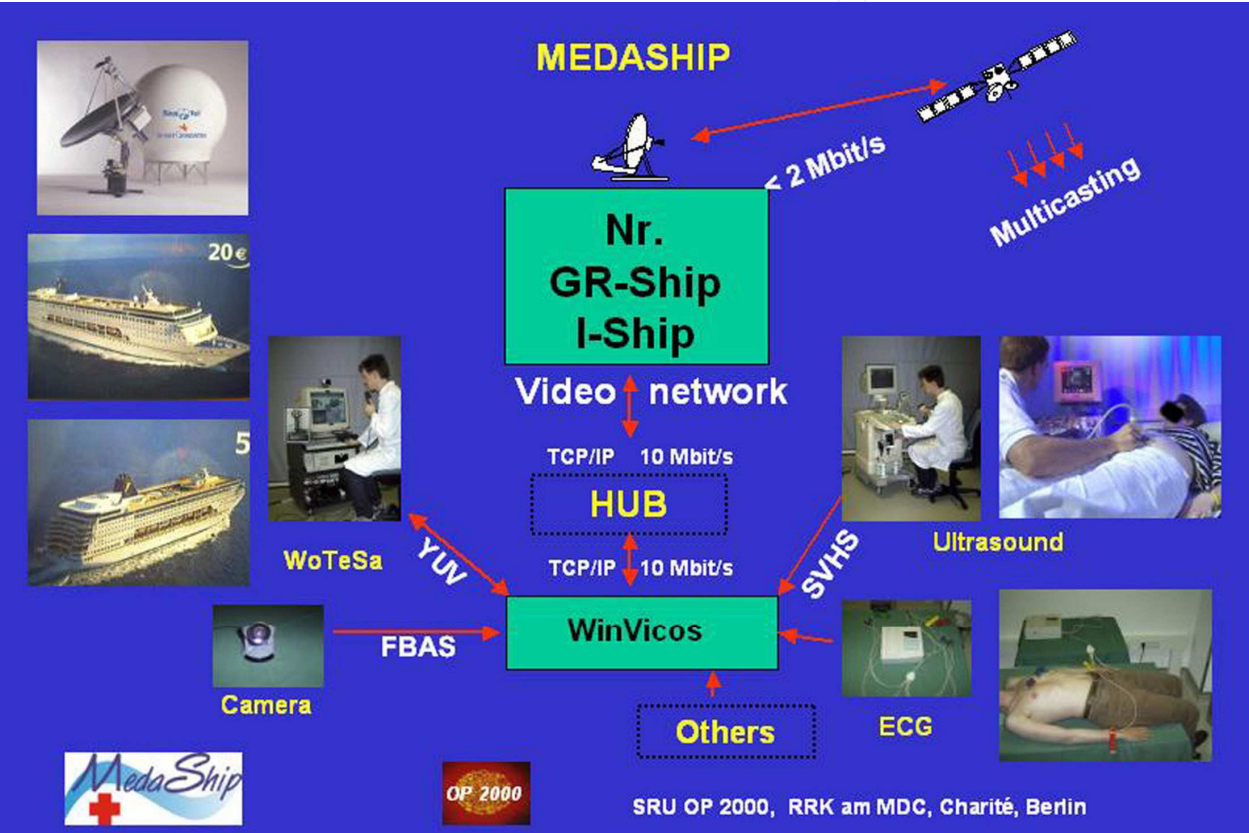 MEDASHIP
< 2 Mbit/s
Multicasting
Nr.
GR-Ship
I-Ship
20€
5
Video network
TCP/IP 10 Mbit/s
HUB
TCP/IP 10 Mbit/s
WoTeSa
YUV
SVHS
Ultrasound
WinVicos
FBAS
Camera
Others
ECG
MedaShip
OP 2000
SRU OP 2000, RRK am MDC, Charité, Berlin